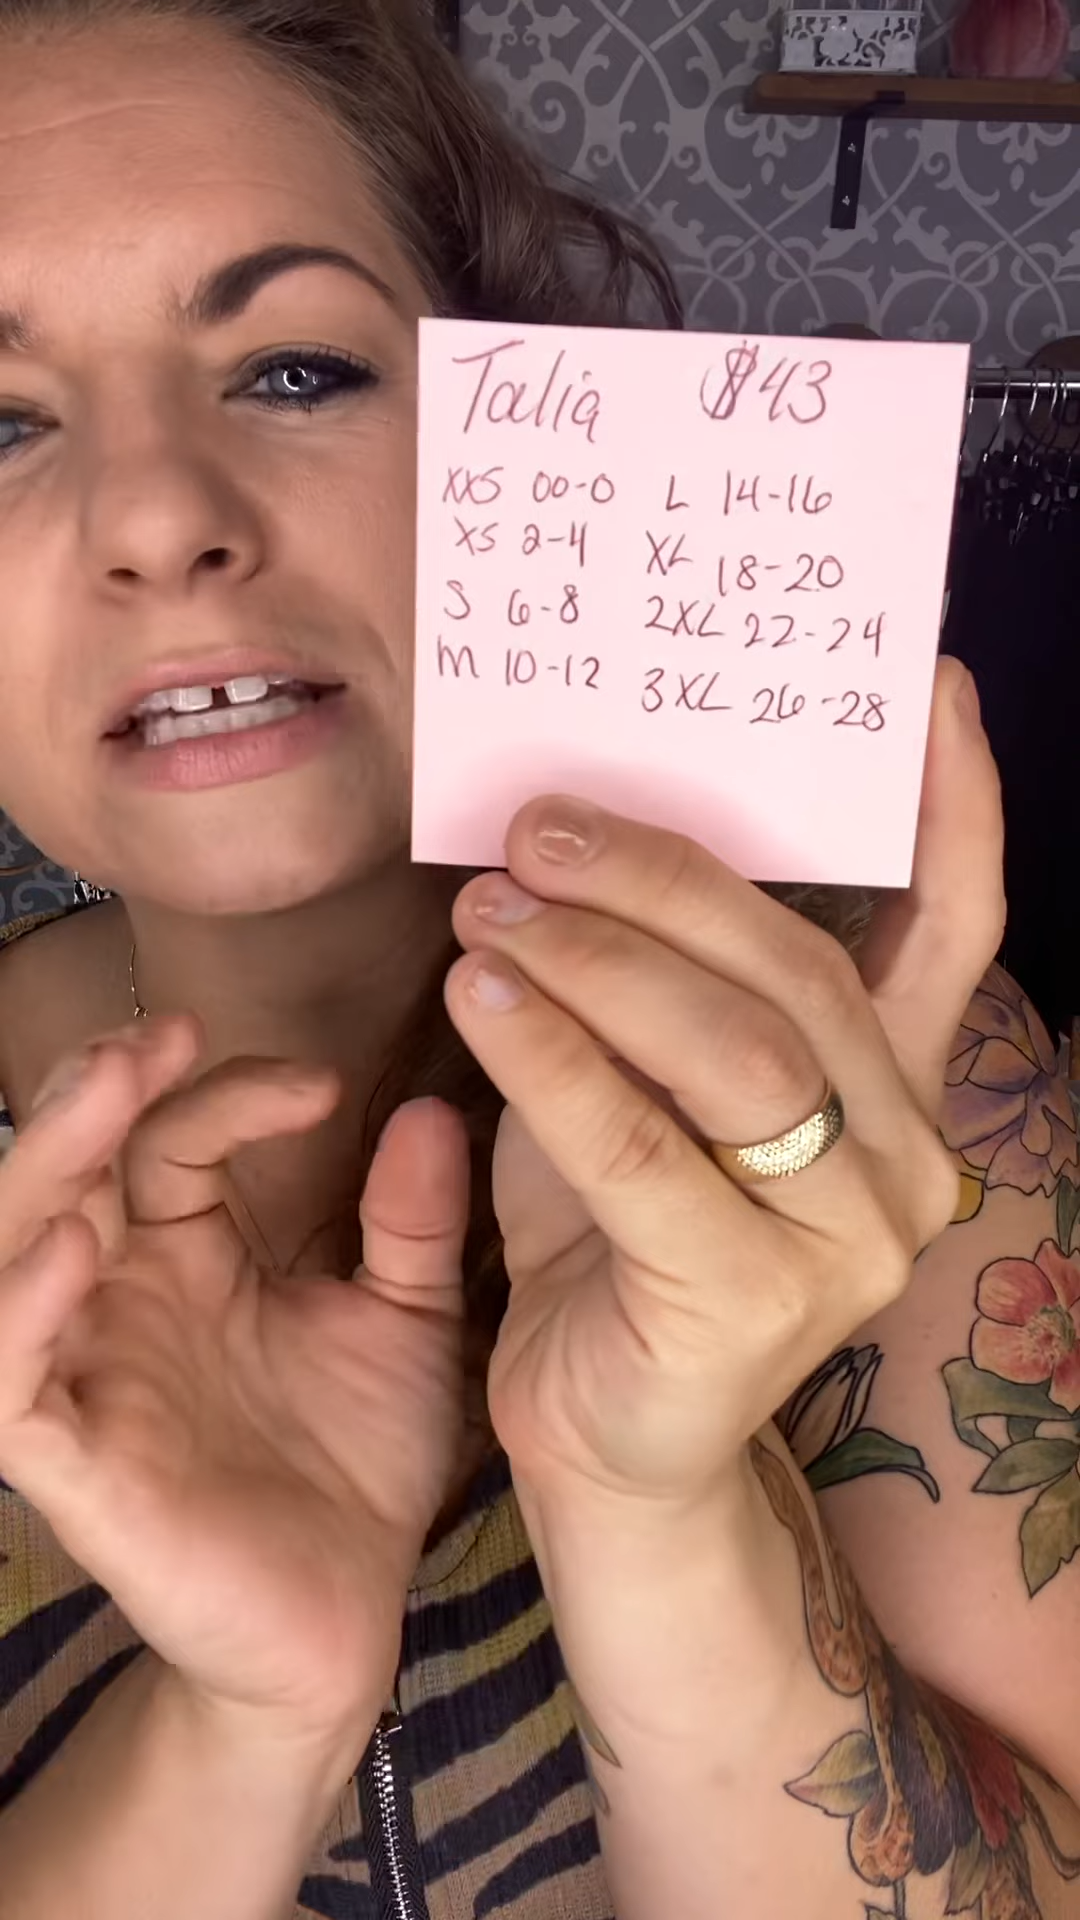 Talia $43
XXS 00-0
XS 2-4
S 6-8
M 10-12
L 14-16
XL 18-20
2XL 22-24
3XL 26-28